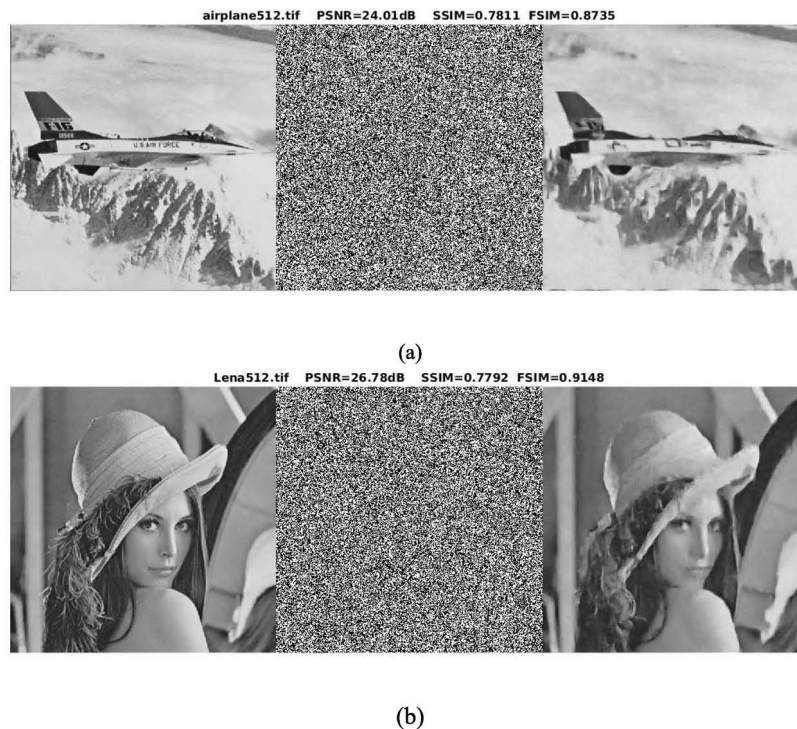 airplane512.tif PSNR=24.01dB SSIM=0.7811 FSIM=0.8735
F16
U.S AIR FORCE
(a)
Lena512.tif PSNR=26.78dB SSIM=0.7792 FSIM=0.9148
(b)